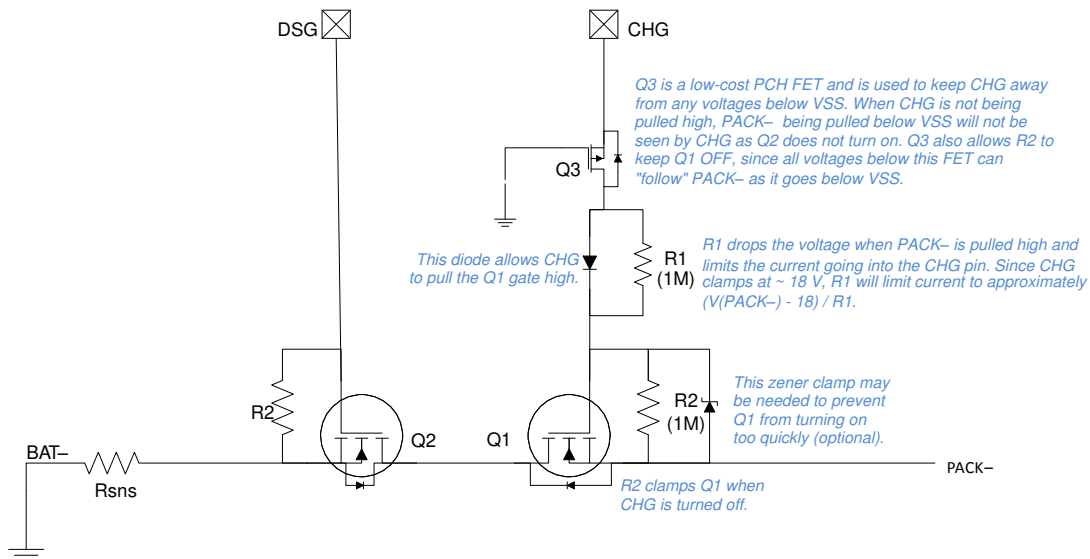 DSG
CHG
Q3 is a low-cost PCH FET and is used to keep CHG away
from any voltages below VSS. When CHG is not being
pulled high, PACK– being pulled below VSS will not be
seen by CHG as Q2 does not turn on. Q3 also allows R2 to
keep Q1 OFF, since all voltages below this FET can
"follow" PACK– as it goes below VSS.
Q3
This diode allows CHG
to pull the Q1 gate high.
R1
(1M)
R1 drops the voltage when PACK– is pulled high and
limits the current going into the CHG pin. Since CHG
clamps at ~ 18 V, R1 will limit current to approximately
(V(PACK–) - 18) / R1.
R2
Q2
Q1
R2
(1M)
This zener clamp may
be needed to prevent
Q1 from turning on
too quickly (optional).
BAT–
Rsns
R2 clamps Q1 when
CHG is turned off.
PACK–